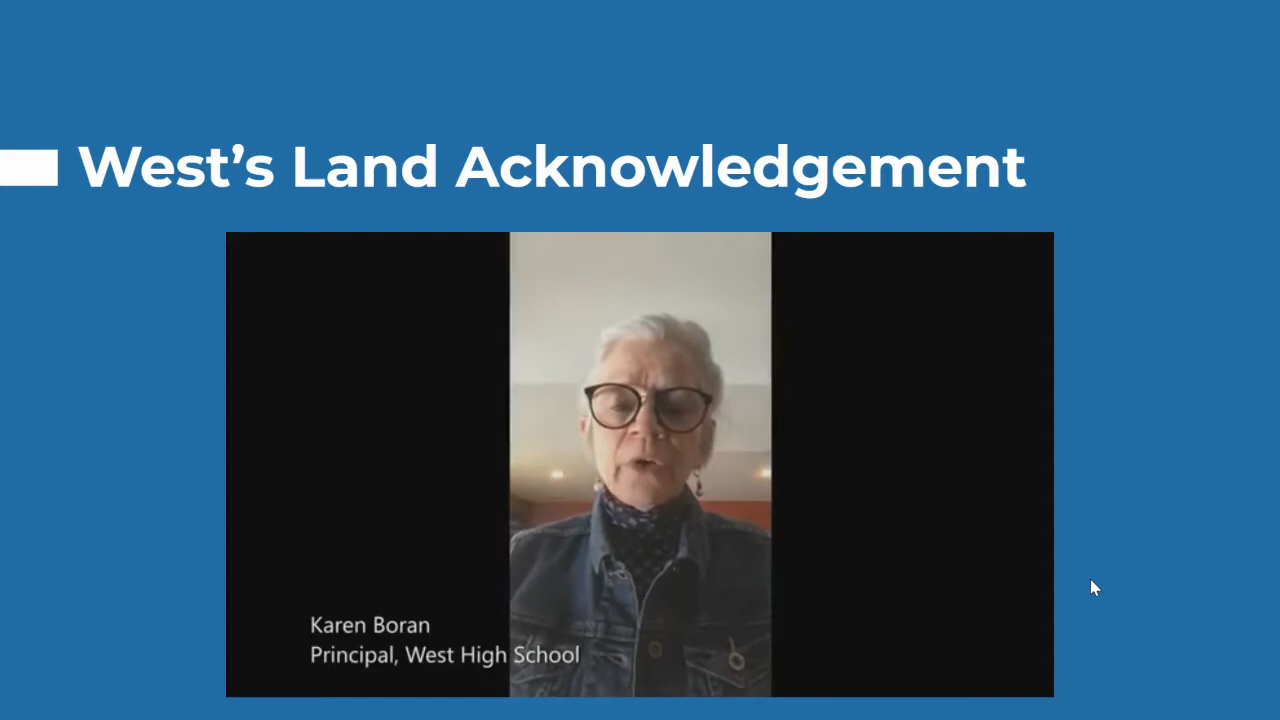 West’s Land Acknowledgement
Karen Boran
Principal, West High School